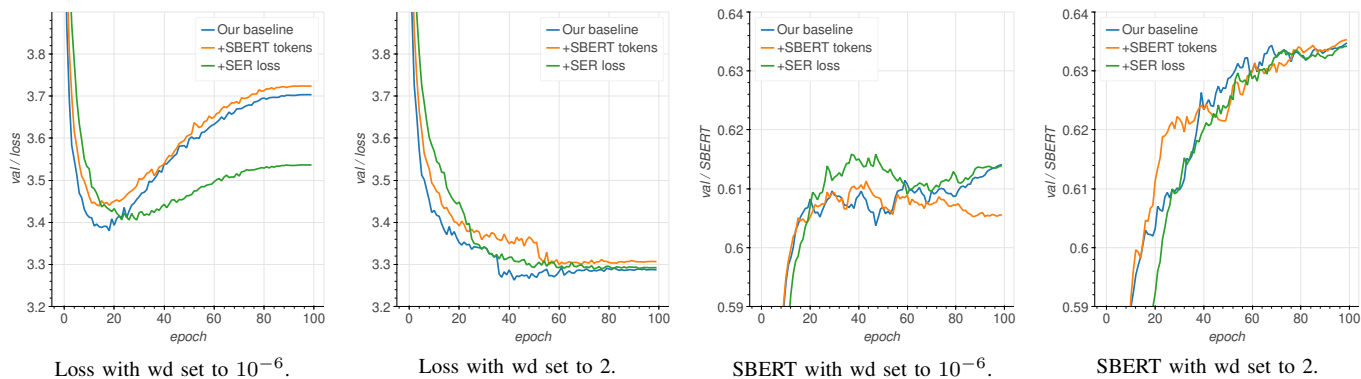 3.9
3.8
3.7
3.6
3.5
3.4
3.3
3.2
val / loss
0 20 40 60 80 100
epoch
Our baseline
+SBERT tokens
+SER loss
Loss with wd set to 10⁻⁶.
3.9
3.8
3.7
3.6
3.5
3.4
3.3
3.2
val / loss
0 20 40 60 80 100
epoch
Our baseline
+SBERT tokens
+SER loss
Loss with wd set to 2.
0.64
0.63
0.62
0.61
0.6
0.59
val / SBERT
0 20 40 60 80 100
epoch
Our baseline
+SBERT tokens
+SER loss
SBERT with wd set to 10⁻⁶.
0.64
0.63
0.62
0.61
0.6
0.59
val / SBERT
0 20 40 60 80 100
epoch
Our baseline
+SBERT tokens
+SER loss
SBERT with wd set to 2.